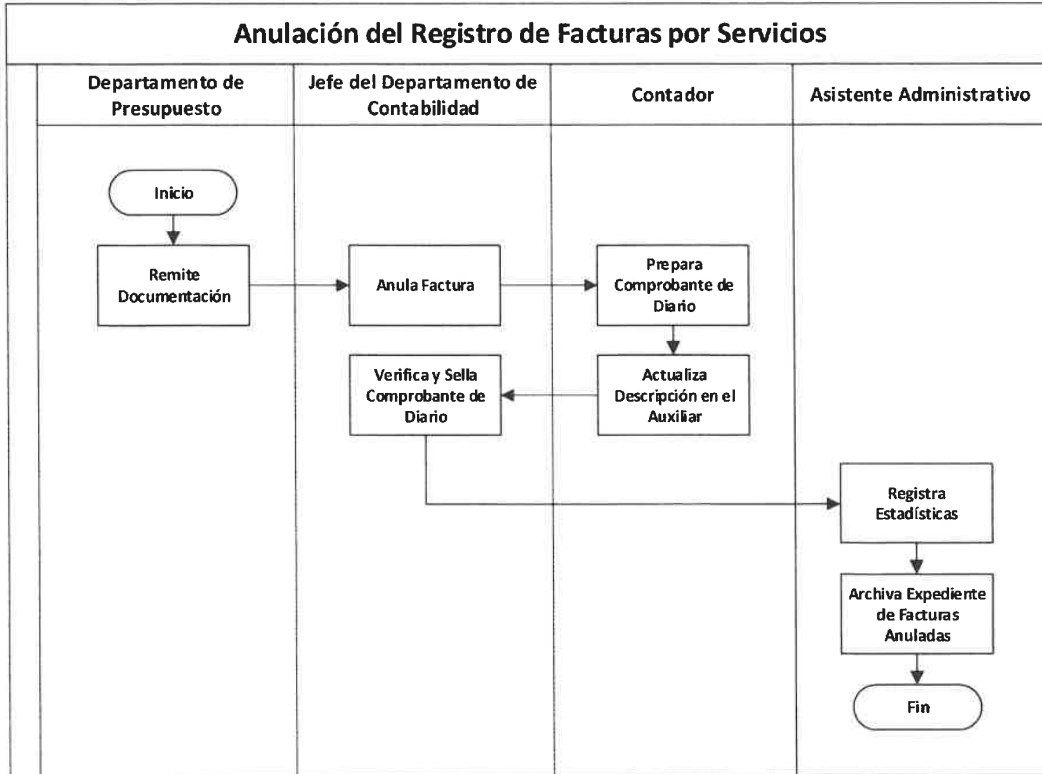 Anulación del Registro de Facturas por Servicios
Departamento de
Presupuesto
Jefe del Departamento de
Contabilidad
Contador
Asistente Administrativo
Inicio
Remite
Documentación
Anula Factura
Prepara
Comprobante de
Diario
Verifica y Sella
Comprobante de
Diario
Actualiza
Descripción en el
Auxiliar
Registra
Estadísticas
Archiva Expediente
de Facturas
Anuladas
Fin